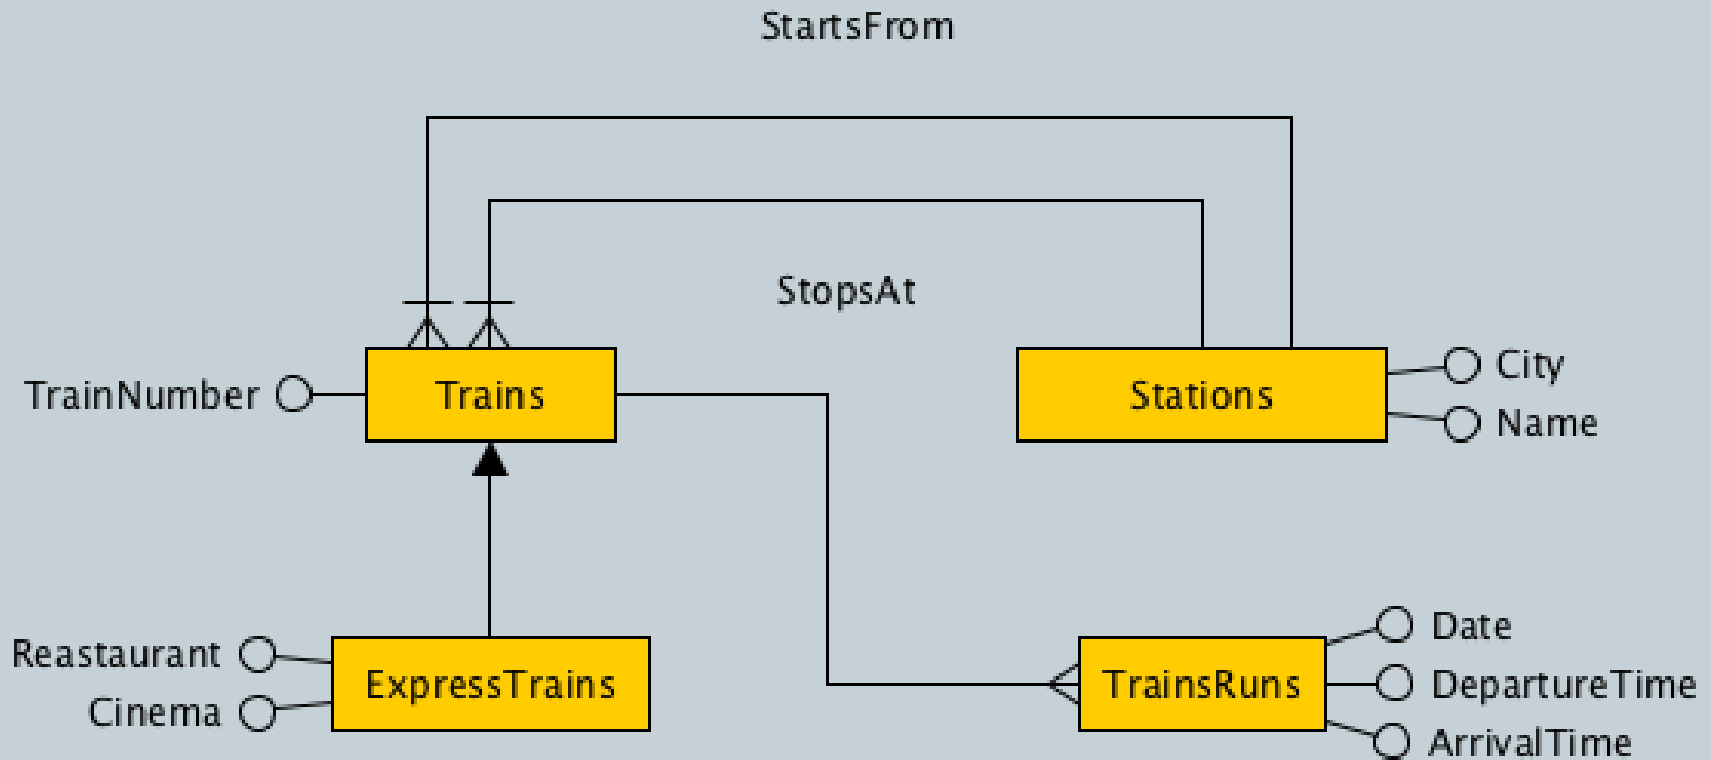 StartsFrom
StopsAt
TrainNumber
Trains
Stations
City
Name
Reastaurant
Cinema
ExpressTrains
TrainsRuns
Date
DepartureTime
ArrivalTime